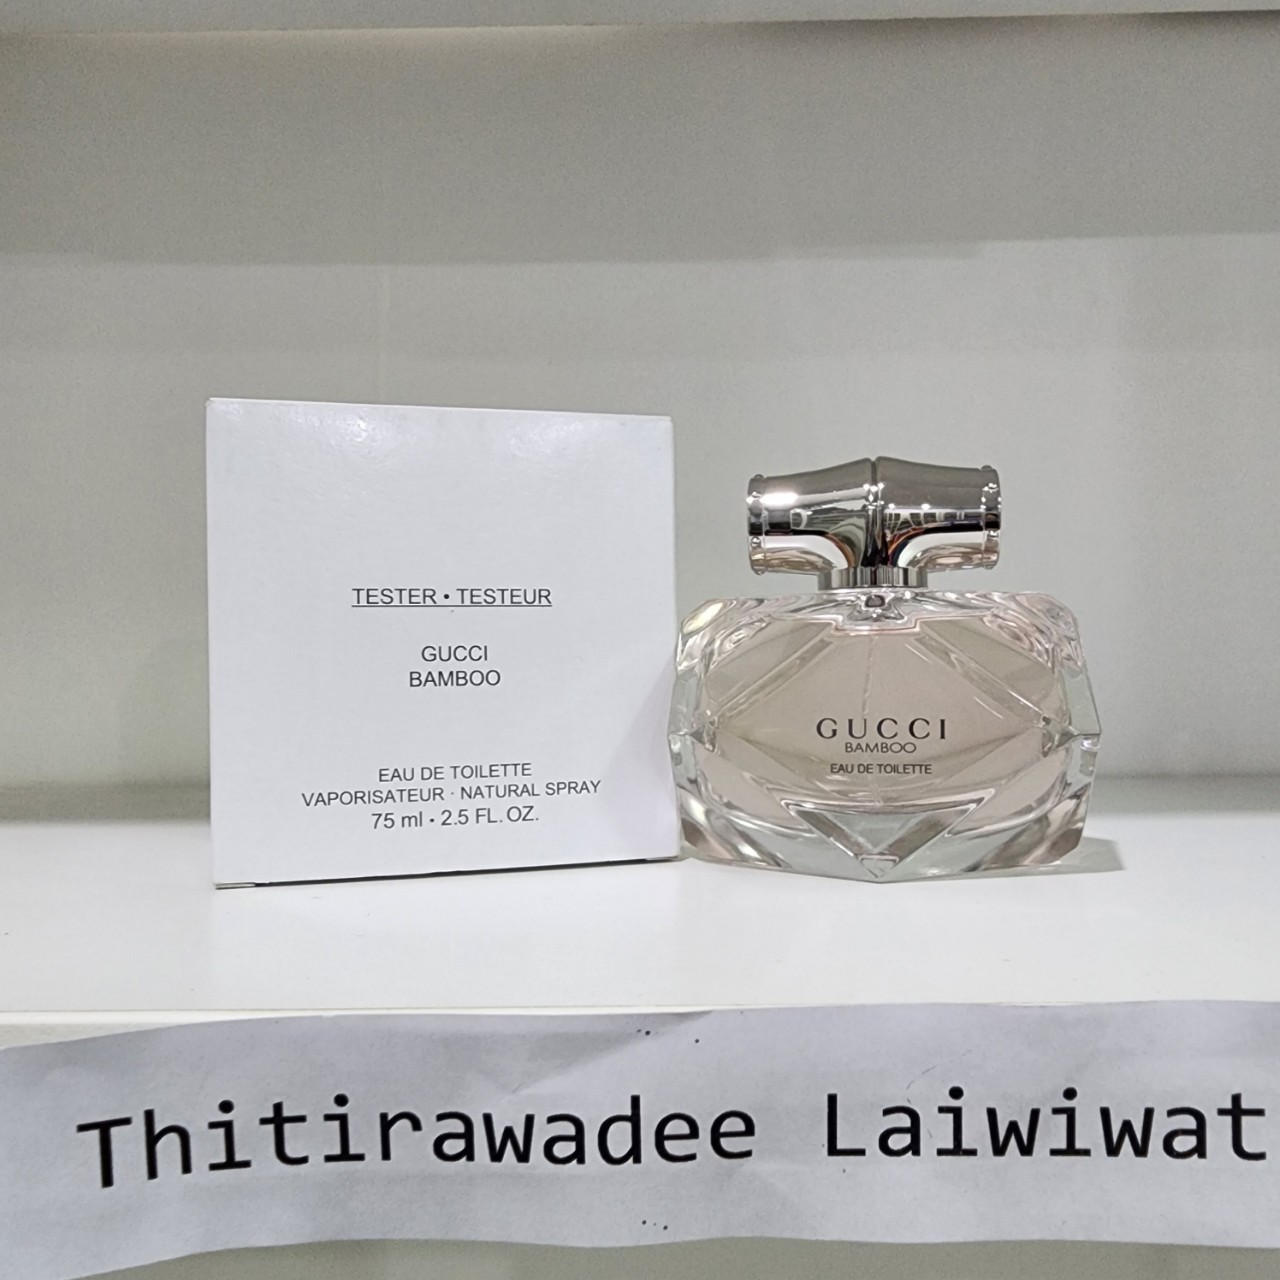 TESTER • TESTEUR
GUCCI
BAMBOO
EAU DE TOILETTE
VAPORISATEUR · NATURAL SPRAY
75 ml • 2.5 FL. OZ.
GUCCI
BAMBOO
EAU DE TOILETTE
Thitirawadee Laiwiwat